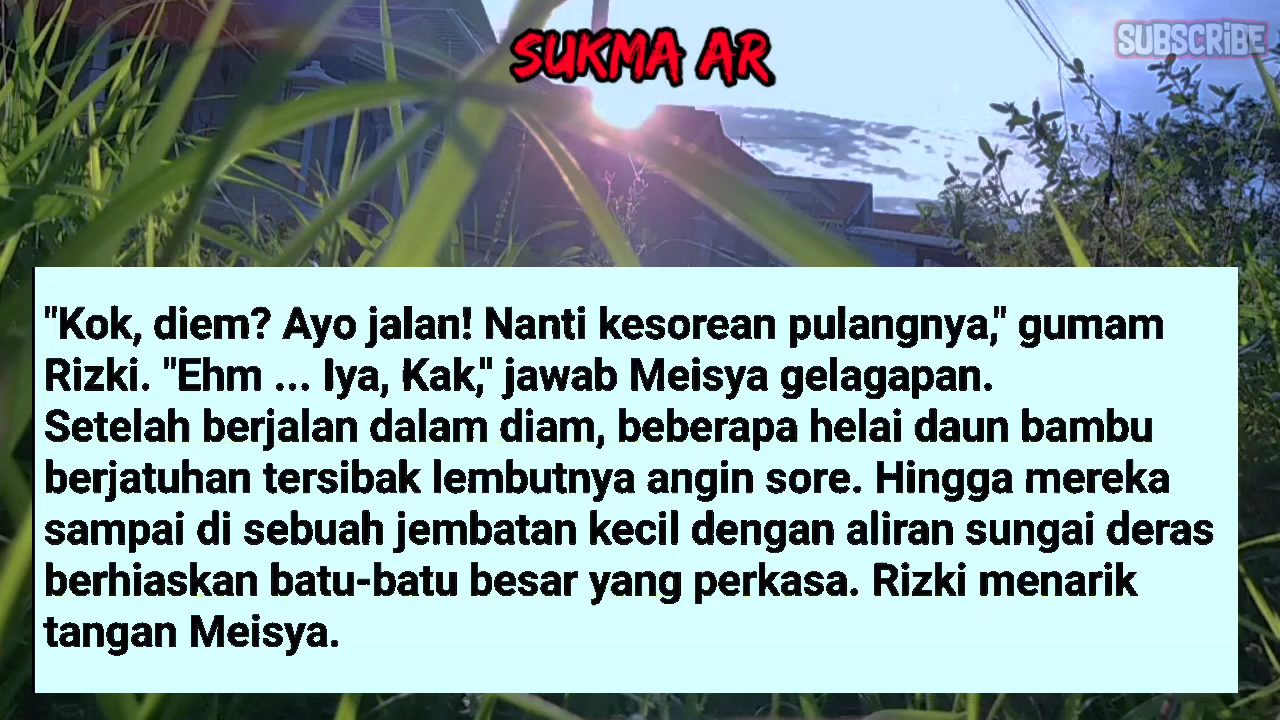 SUKMA AR
SUBSCRiBE
"Kok, diem? Ayo jalan! Nanti kesorean pulangnya," gumam
Rizki. "Ehm ... Iya, Kak," jawab Meisya gelagapan.
Setelah berjalan dalam diam, beberapa helai daun bambu
berjatuhan tersibak lembutnya angin sore. Hingga mereka
sampai di sebuah jembatan kecil dengan aliran sungai deras
berhiaskan batu-batu besar yang perkasa. Rizki menarik
tangan Meisya.